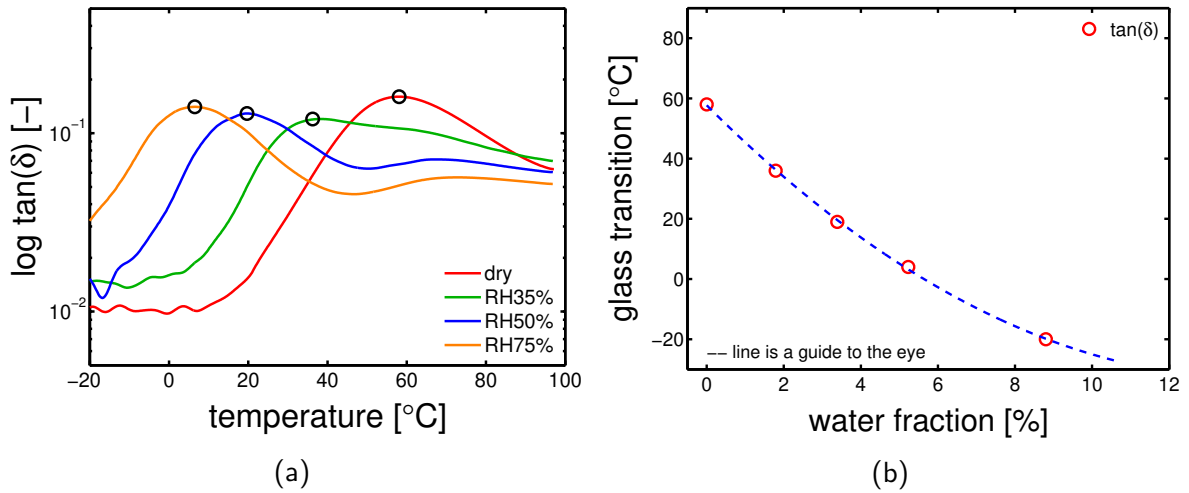 log tan(δ) [−]
10⁻¹
10⁻²
dry
RH35%
RH50%
RH75%
−20 0 20 40 60 80 100
temperature [°C]
(a)
glass transition [°C]
80
60
40
20
0
−20
tan(δ)
−− line is a guide to the eye
0 2 4 6 8 10 12
water fraction [%]
(b)